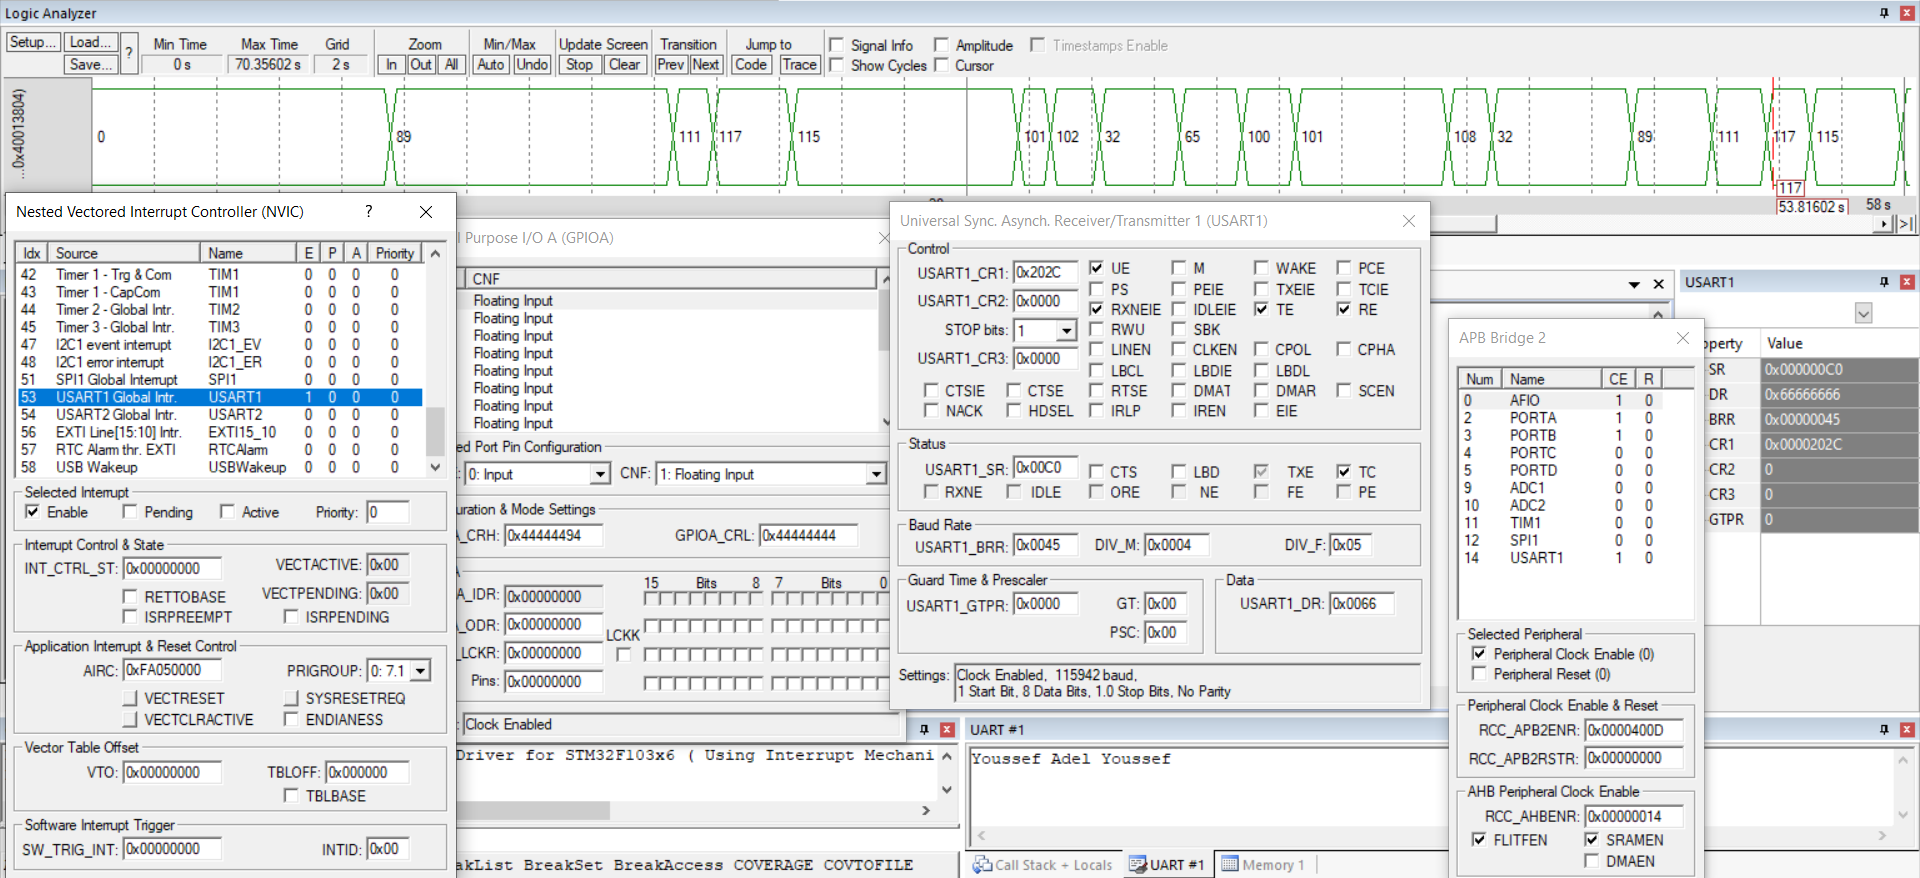 Logic Analyzer
Setup... Load... Save... ?
Min Time Max Time Grid Zoom Min/Max Update Screen Transition Jump to Signal Info Amplitude Timestamps Enable
0 s 70.35602 s 2 s In Out All Auto Undo Stop Clear Prev Next Code Trace Show Cycles Cursor
...0x40013804)
0 89 111 117 115 101 102 32 65 100 101 108 32 89 111 117 115
117
53.81602 s 58 s
Nested Vectored Interrupt Controller (NVIC) ?
Idx Source Name E P A Priority
42 Timer 1 - Trg & Com TIM1 0 0 0 0
43 Timer 1 - CapCom TIM1 0 0 0 0
44 Timer 2 - Global Intr. TIM2 0 0 0 0
45 Timer 3 - Global Intr. TIM3 0 0 0 0
47 I2C1 event interrupt I2C1_EV 0 0 0 0
48 I2C1 error interrupt I2C1_ER 0 0 0 0
51 SPI1 Global Interrupt SPI1 0 0 0 0
53 USART1 Global Intr. USART1 1 0 0 0
54 USART2 Global Intr. USART2 0 0 0 0
56 EXTI Line[15:10] Intr. EXTI15_10 0 0 0 0
57 RTC Alarm thr. EXTI RTCAlarm 0 0 0 0
58 USB Wakeup USBWakeup 0 0 0 0
Selected Interrupt
Enable Pending Active Priority: 0
Interrupt Control & State
INT_CTRL_ST: 0x00000000 VECTACTIVE: 0x00
RETTOBASE VECTPENDING: 0x00
ISRPREEMPT ISRPENDING
Application Interrupt & Reset Control
AIRC: 0xFA050000 PRIGROUP: 0: 7.1
VECTRESET SYSRESETREQ
VECTCLRACTIVE ENDIANESS
Vector Table Offset
VTO: 0x00000000 TBLOFF: 0x000000
TBLBASE
Software Interrupt Trigger
SW_TRIG_INT: 0x00000000 INTID: 0x00
l Purpose I/O A (GPIOA)
CNF
Floating Input
Floating Input
Floating Input
Floating Input
Floating Input
Floating Input
Floating Input
Floating Input
ed Port Pin Configuration
: 0: Input CNF: 1: Floating Input
uration & Mode Settings
_CRH: 0x44444494 GPIOA_CRL: 0x44444444
A
15 Bits 8 7 Bits 0
A_IDR: 0x00000000
A_ODR: 0x00000000
_LCKR: 0x00000000 LCKK
Pins: 0x00000000
: Clock Enabled
Universal Sync. Asynch. Receiver/Transmitter 1 (USART1)
Control
USART1_CR1: 0x202C UE M WAKE PCE
PS PEIE TXEIE TCIE
USART1_CR2: 0x0000 RXNEIE IDLEIE TE RE
STOP bits: 1 RWU SBK
USART1_CR3: 0x0000 LINEN CLKEN CPOL CPHA
LBCL LBDIE LBDL
CTSIE CTSE RTSE DMAT DMAR SCEN
NACK HDSEL IRLP IREN EIE
Status
USART1_SR: 0x00C0 CTS LBD TXE TC
RXNE IDLE ORE NE FE PE
Baud Rate
USART1_BRR: 0x0045 DIV_M: 0x0004 DIV_F: 0x05
Guard Time & Prescaler Data
USART1_GTPR: 0x0000 GT: 0x00 USART1_DR: 0x0066
PSC: 0x00
Settings: Clock Enabled, 115942 baud,
1 Start Bit, 8 Data Bits, 1.0 Stop Bits, No Parity
APB Bridge 2
Num Name CE R
0 AFIO 1 0
2 PORTA 1 0
3 PORTB 1 0
4 PORTC 0 0
5 PORTD 0 0
9 ADC1 0 0
10 ADC2 0 0
11 TIM1 0 0
12 SPI1 0 0
14 USART1 1 0
Selected Peripheral
Peripheral Clock Enable (0)
Peripheral Reset (0)
Peripheral Clock Enable & Reset
RCC_APB2ENR: 0x0000400D
RCC_APB2RSTR: 0x00000000
AHB Peripheral Clock Enable
RCC_AHBENR: 0x00000014
FLITFEN SRAMEN
DMAEN
USART1
operty Value
SR 0x000000C0
DR 0x66666666
BRR 0x00000045
CR1 0x0000202C
CR2 0
CR3 0
GTPR 0
Driver for STM32F103x6 ( Using Interrupt Mechani
akList BreakSet BreakAccess COVERAGE COVTOFILE
UART #1
Youssef Adel Youssef
Call Stack + Locals UART #1 Memory 1